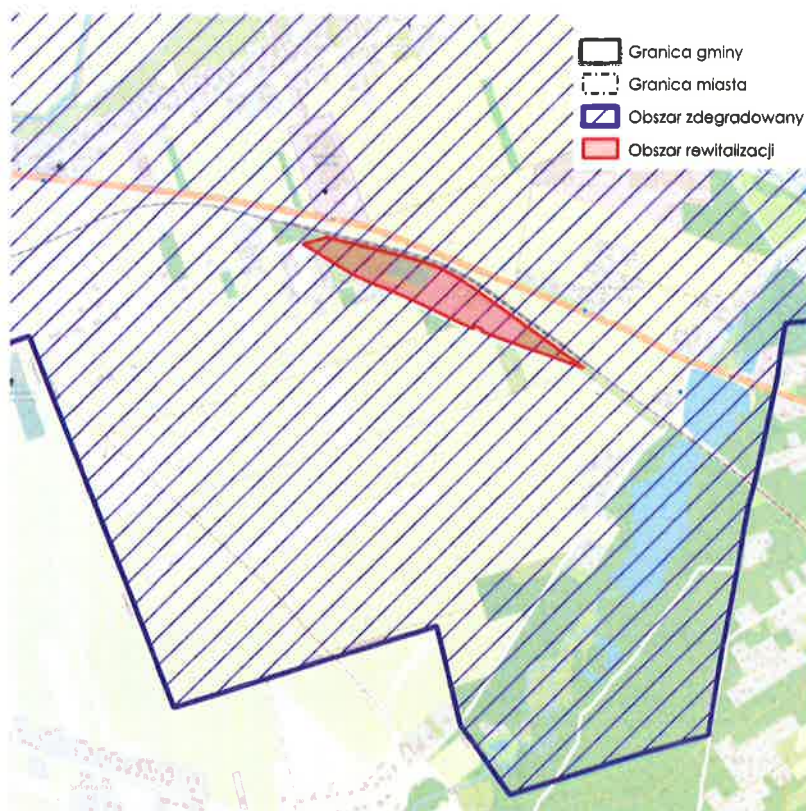 Granica gminy
Granica miasta
Obszar zdegradowany
Obszar rewitalizacji